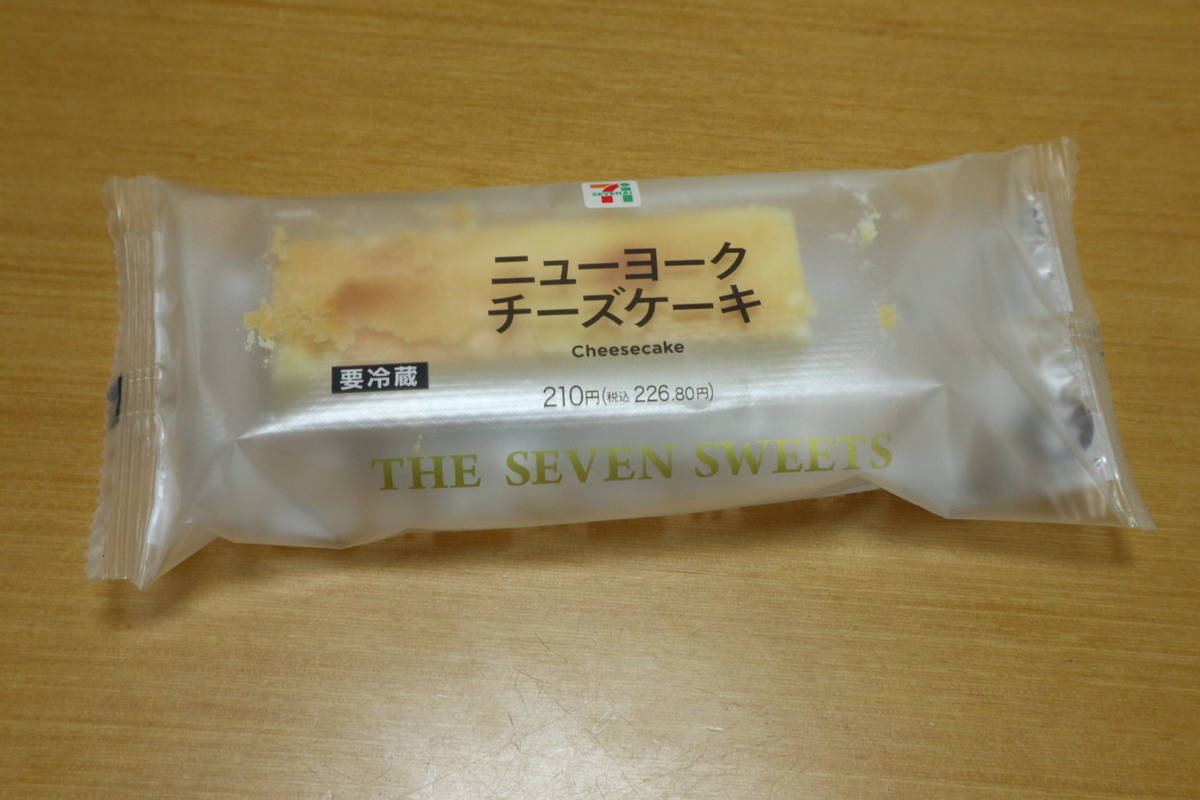 SEVEN & i
ニューヨーク
チーズケーキ
Cheesecake
要冷蔵
210円(税込 226.80円)
THE SEVEN SWEETS